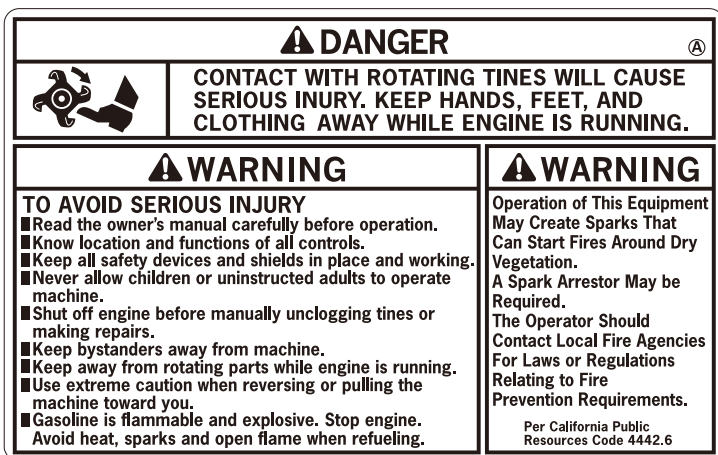 DANGER
Ⓐ
CONTACT WITH ROTATING TINES WILL CAUSE
SERIOUS INURY. KEEP HANDS, FEET, AND
CLOTHING AWAY WHILE ENGINE IS RUNNING.
WARNING
TO AVOID SERIOUS INJURY
■ Read the owner's manual carefully before operation.
■ Know location and functions of all controls.
■ Keep all safety devices and shields in place and working.
■ Never allow children or uninstructed adults to operate
machine.
■ Shut off engine before manually unclogging tines or
making repairs.
■ Keep bystanders away from machine.
■ Keep away from rotating parts while engine is running.
■ Use extreme caution when reversing or pulling the
machine toward you.
■ Gasoline is flammable and explosive. Stop engine.
Avoid heat, sparks and open flame when refueling.
WARNING
Operation of This Equipment
May Create Sparks That
Can Start Fires Around Dry
Vegetation.
A Spark Arrestor May be
Required.
The Operator Should
Contact Local Fire Agencies
For Laws or Regulations
Relating to Fire
Prevention Requirements.
Per California Public
Resources Code 4442.6